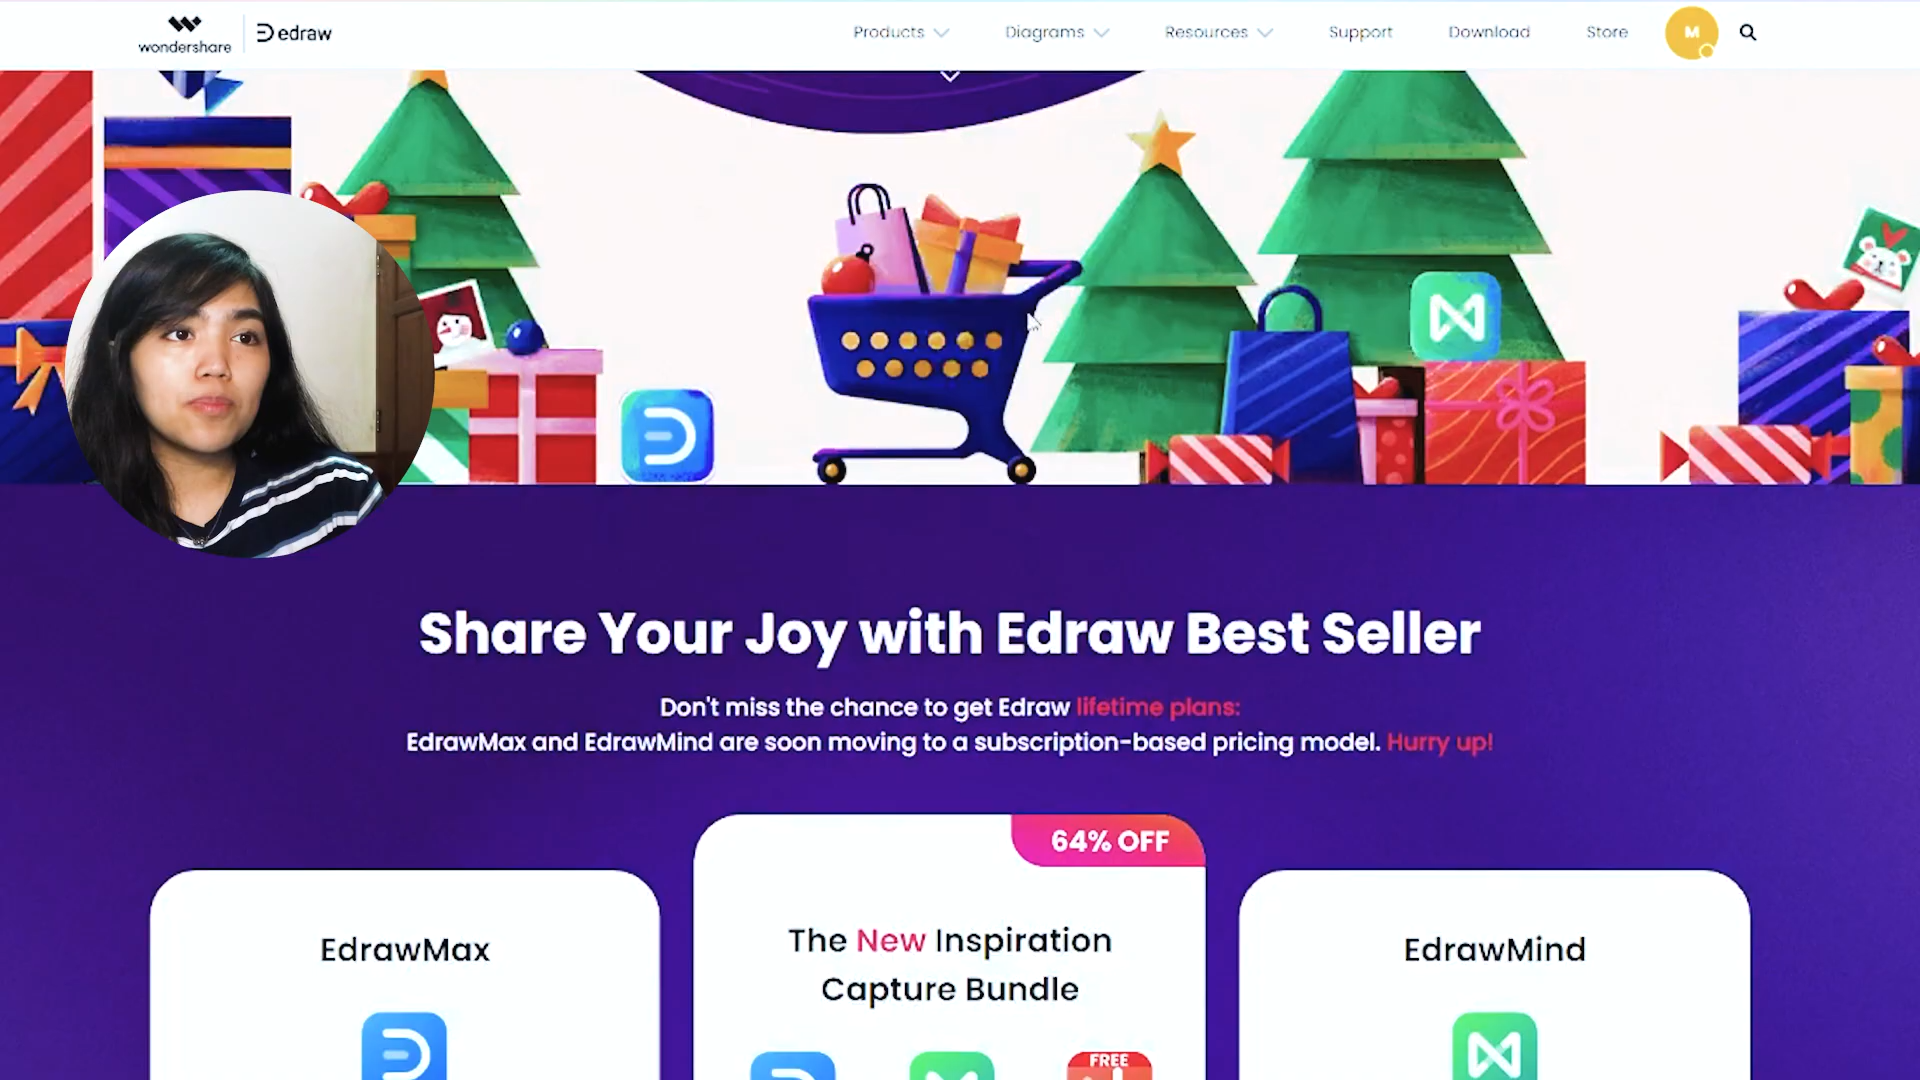 wondershare
edraw
Products
Diagrams
Resources
Support
Download
Store
M
Share Your Joy with Edraw Best Seller
Don't miss the chance to get Edraw lifetime plans:
EdrawMax and EdrawMind are soon moving to a subscription-based pricing model. Hurry up!
64% OFF
EdrawMax
The New Inspiration
Capture Bundle
EdrawMind
FREE